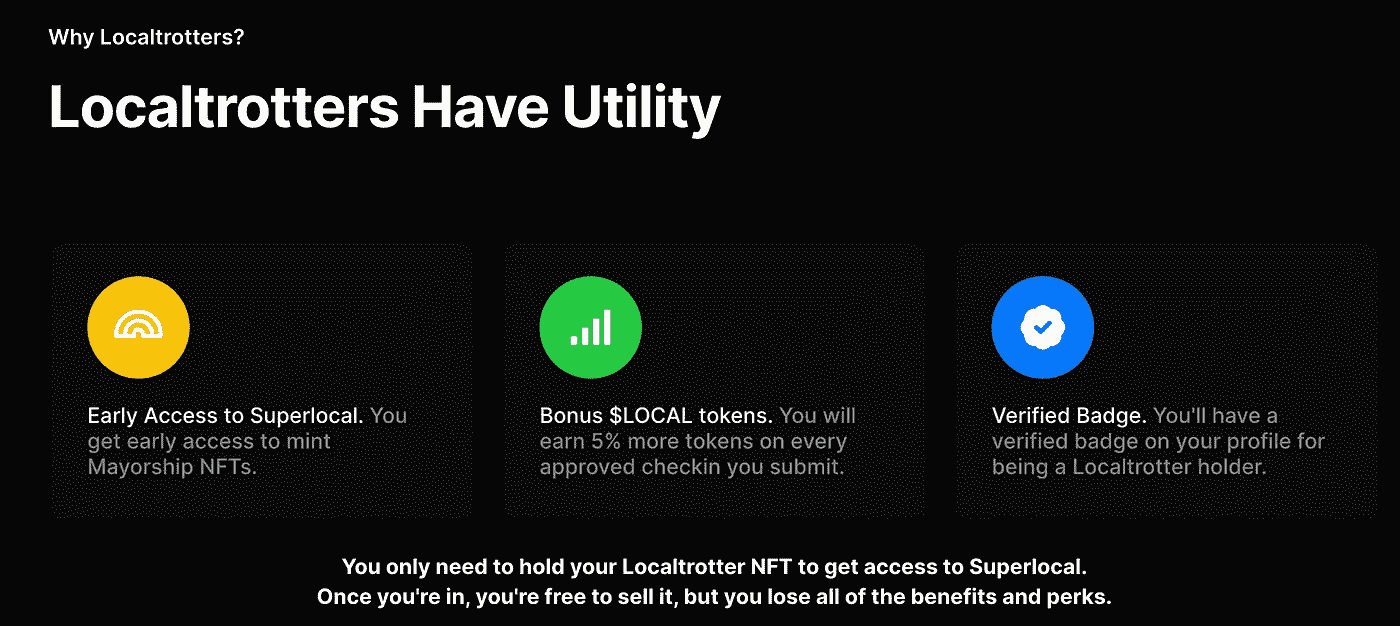 Why Localtrotters?
Localtrotters Have Utility
Early Access to Superlocal. You
get early access to mint
Mayorship NFTs.
Bonus $LOCAL tokens. You will
earn 5% more tokens on every
approved checkin you submit.
Verified Badge. You'll have a
verified badge on your profile for
being a Localtrotter holder.
You only need to hold your Localtrotter NFT to get access to Superlocal.
Once you're in, you're free to sell it, but you lose all of the benefits and perks.